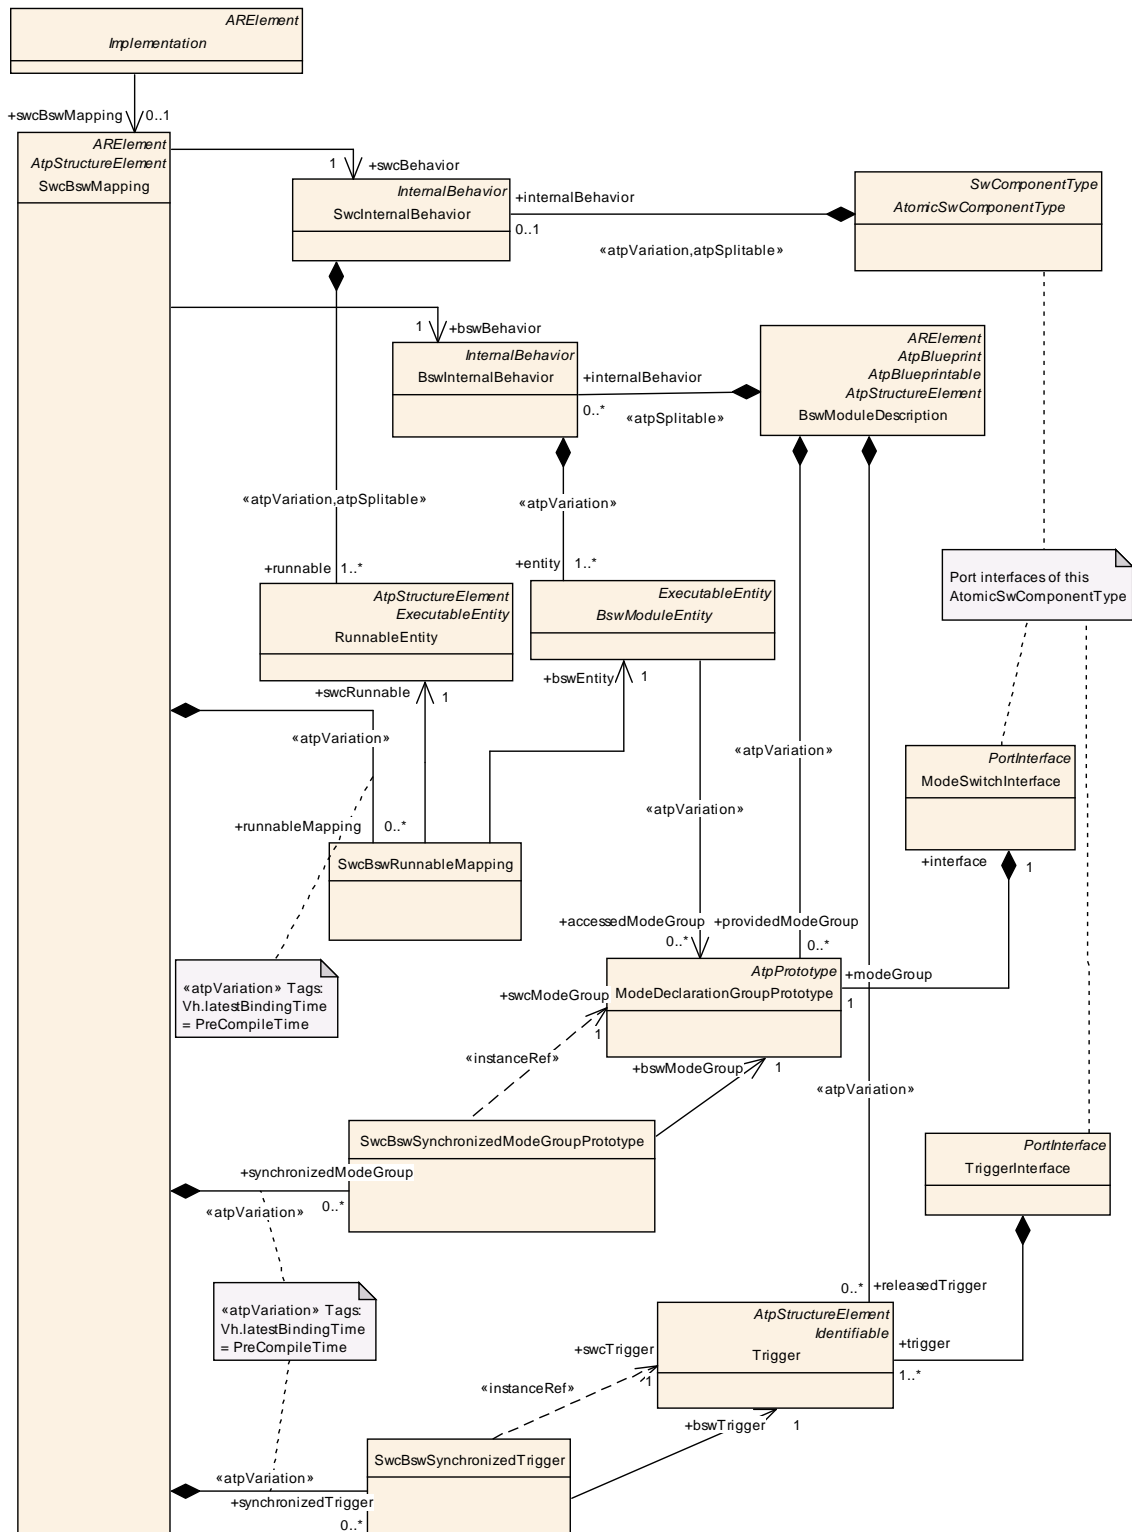 ARElement
Implementation
+swcBswMapping
0..1
ARElement
AtpStructureElement
SwcBswMapping
1
+swcBehavior
InternalBehavior
SwcInternalBehavior
+internalBehavior
0..1
«atpVariation,atpSplitable»
SwComponentType
AtomicSwComponentType
1
+bswBehavior
InternalBehavior
BswInternalBehavior
+internalBehavior
0..*
«atpSplitable»
ARElement
AtpBlueprint
AtpBlueprintable
AtpStructureElement
BswModuleDescription
«atpVariation,atpSplitable»
«atpVariation»
+runnable
1..*
+entity
1..*
Port interfaces of this
AtomicSwComponentType
AtpStructureElement
ExecutableEntity
RunnableEntity
ExecutableEntity
BswModuleEntity
+swcRunnable
1
+bswEntity
1
«atpVariation»
«atpVariation»
«atpVariation»
PortInterface
ModeSwitchInterface
+runnableMapping
0..*
SwcBswRunnableMapping
+interface
1
+accessedModeGroup
0..*
+providedModeGroup
0..*
«atpVariation» Tags:
Vh.latestBindingTime
= PreCompileTime
AtpPrototype
ModeDeclarationGroupPrototype
+modeGroup
1
+swcModeGroup
1
«instanceRef»
+bswModeGroup
1
«atpVariation»
SwcBswSynchronizedModeGroupPrototype
+synchronizedModeGroup
0..*
«atpVariation»
PortInterface
TriggerInterface
«atpVariation» Tags:
Vh.latestBindingTime
= PreCompileTime
0..*
+releasedTrigger
AtpStructureElement
Identifiable
Trigger
+trigger
1..*
+swcTrigger
1
«instanceRef»
+bswTrigger
1
SwcBswSynchronizedTrigger
«atpVariation»
+synchronizedTrigger
0..*